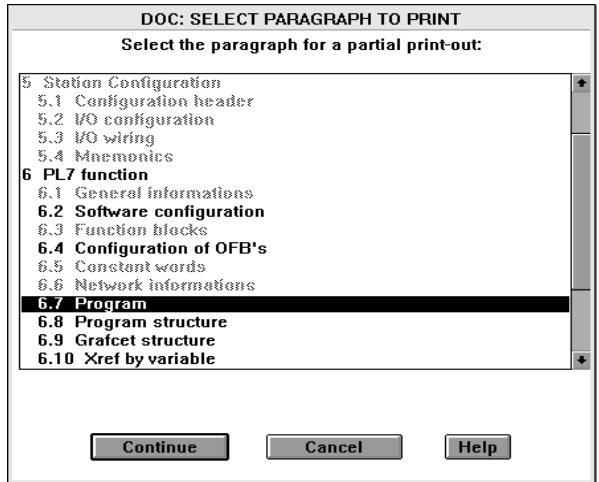 DOC: SELECT PARAGRAPH TO PRINT
Select the paragraph for a partial print-out:
5 Station Configuration
5.1 Configuration header
5.2 I/O configuration
5.3 I/O wiring
5.4 Mnemonics
6 PL7 function
6.1 General informations
6.2 Software configuration
6.3 Function blocks
6.4 Configuration of OFB's
6.5 Constant words
6.6 Network informations
6.7 Program
6.8 Program structure
6.9 Grafcet structure
6.10 Xref by variable
Continue Cancel Help